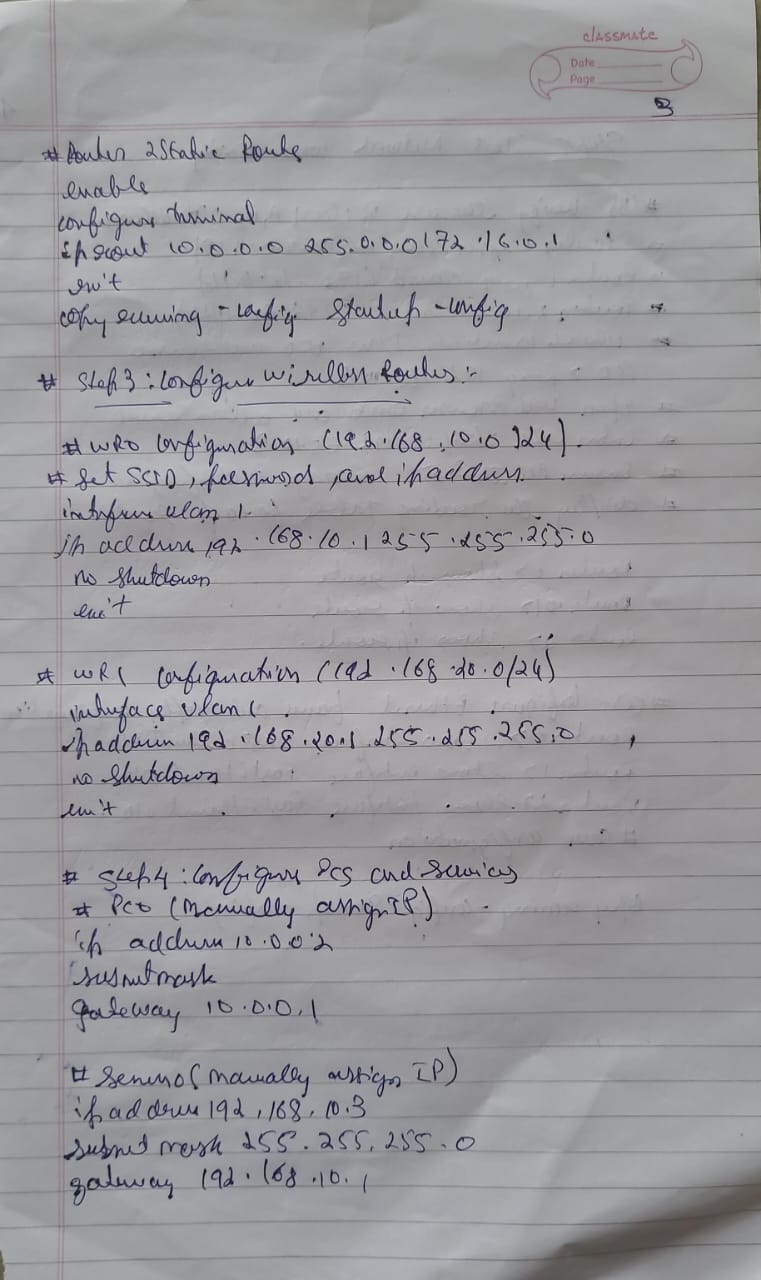 classmate
Date
Page
3
# Router 2 Static Route
enable
configure terminal
ip rout 10.0.0.0 255.0.0.0 172.16.0.1
exit
copy running-config startup-config
# Step 3: Configure Wireless Routes:-
# WR0 Configuration (192.168.10.0/24)
# Set SSID, password, and ip address
interface vlan 1
ip address 192.168.10.1 255.255.255.0
no shutdown
exit
# WR1 Configuration (192.168.20.0/24)
interface vlan 1
ip address 192.168.20.1 255.255.255.0
no shutdown
exit
# Step 4: Configure PCs and Services
# PC0 (Manually assign IP)
ip address 10.0.0.2
subnetmask
gateway 10.0.0.1
# Server0 (manually assign IP)
ip address 192.168.10.3
subnet mask 255.255.255.0
gateway 192.168.10.1